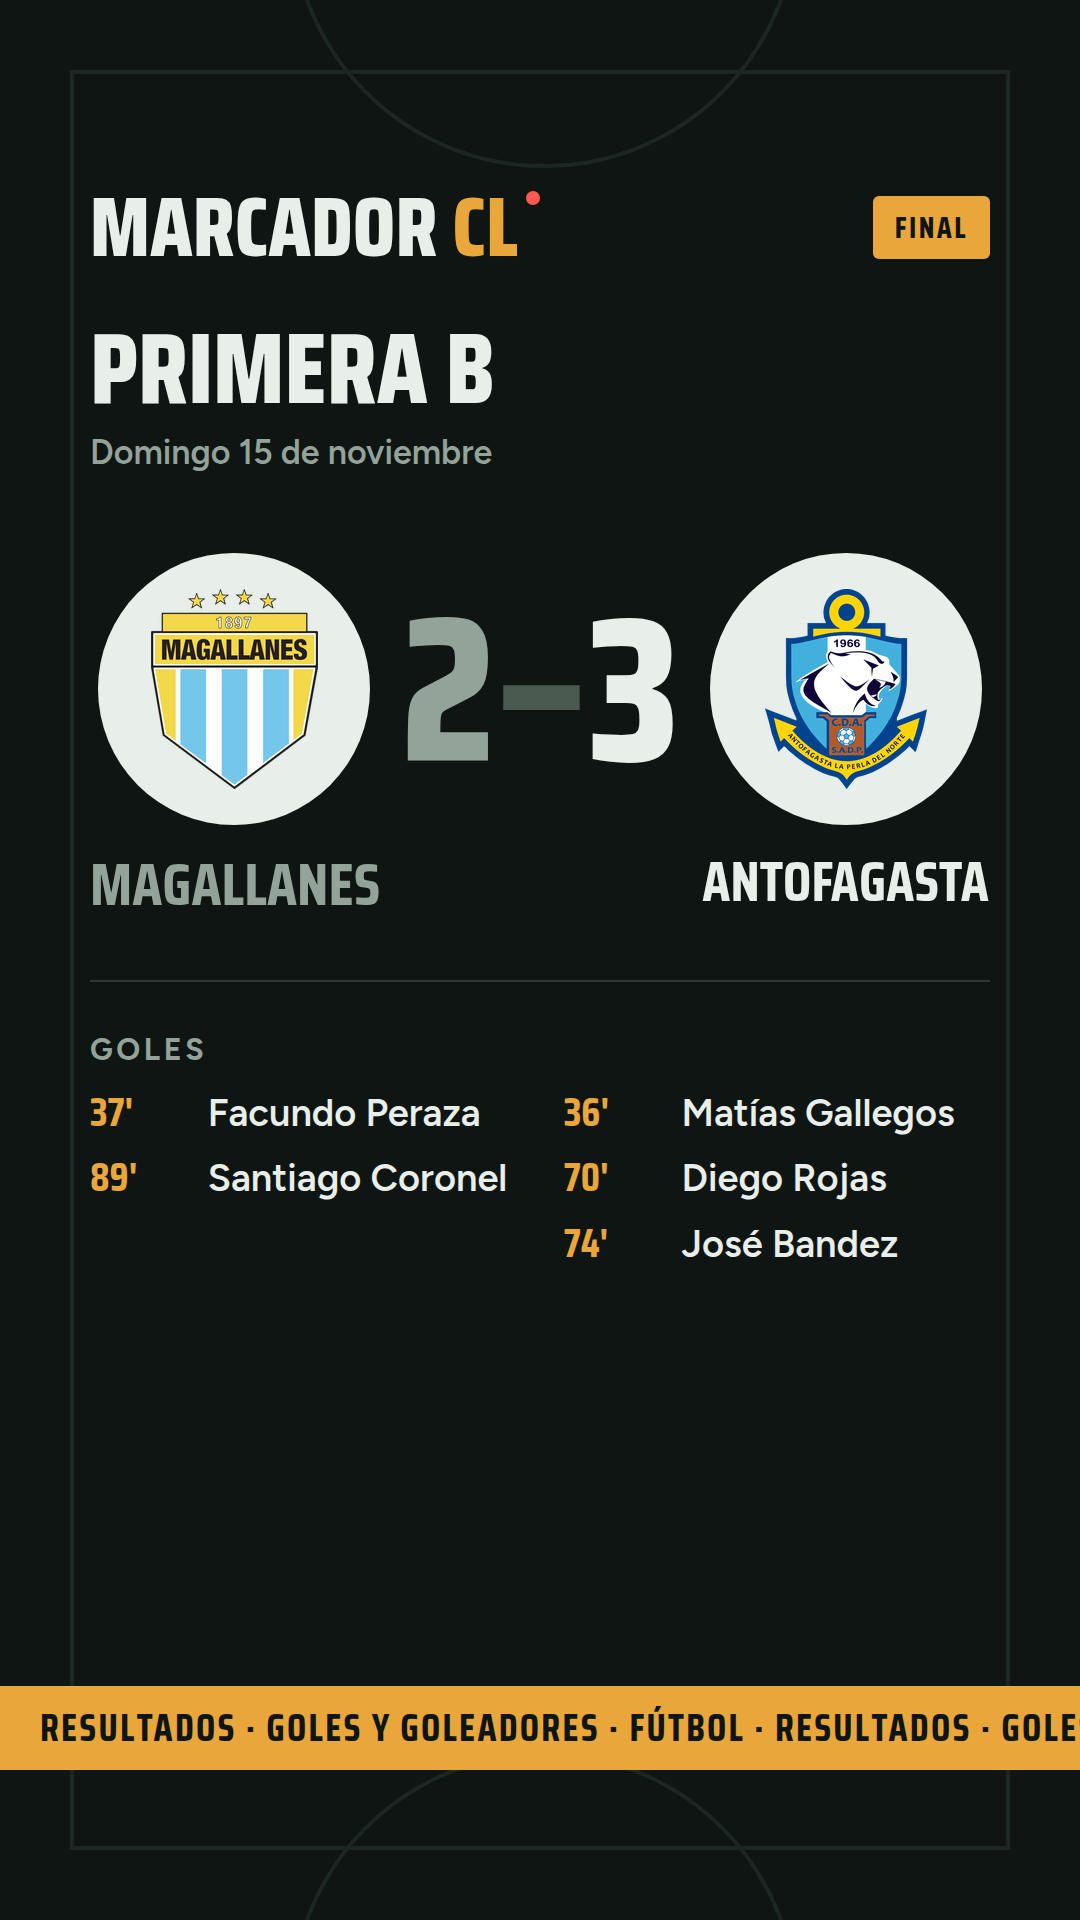 MARCADOR CL
FINAL
PRIMERA B
Domingo 15 de noviembre
1897
MAGALLANES
2–3
1966
C.D.A.
S.A.D.P.
ANTOFAGASTA LA PERLA DEL NORTE
MAGALLANES
ANTOFAGASTA
GOLES
37' Facundo Peraza
89' Santiago Coronel
36' Matías Gallegos
70' Diego Rojas
74' José Bandez
RESULTADOS · GOLES Y GOLEADORES · FÚTBOL · RESULTADOS · GOLES